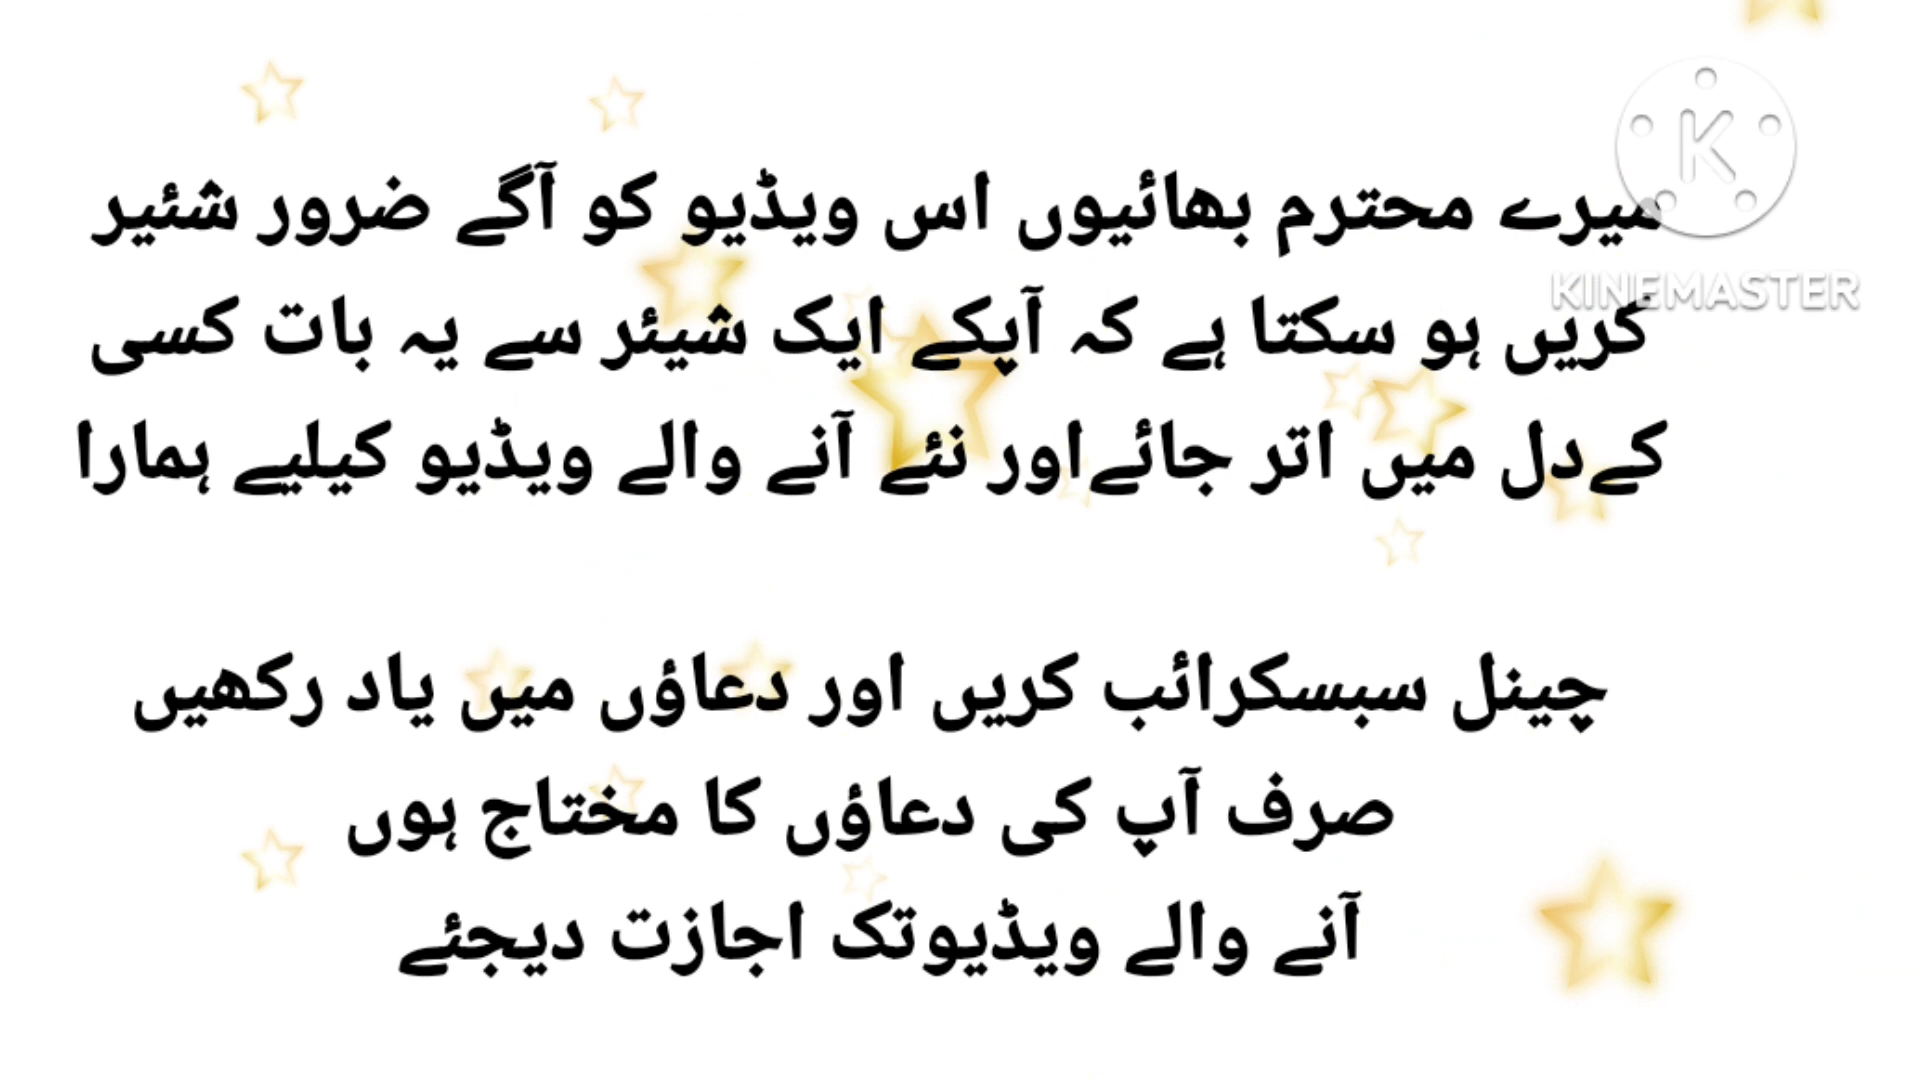 میرے محترم بھائیوں اس ویڈیو کو آگے ضرور شئیر
کریں ہو سکتا ہے کہ آپکے ایک شیئر سے یہ بات کسی
کےدل میں اتر جائےاور نئے آنے والے ویڈیو کیلیے ہمارا
چینل سبسکرائب کریں اور دعاؤں میں یاد رکھیں
صرف آپ کی دعاؤں کا مختاج ہوں
آنے والے ویڈیوتک اجازت دیجئے
K
KINEMASTER